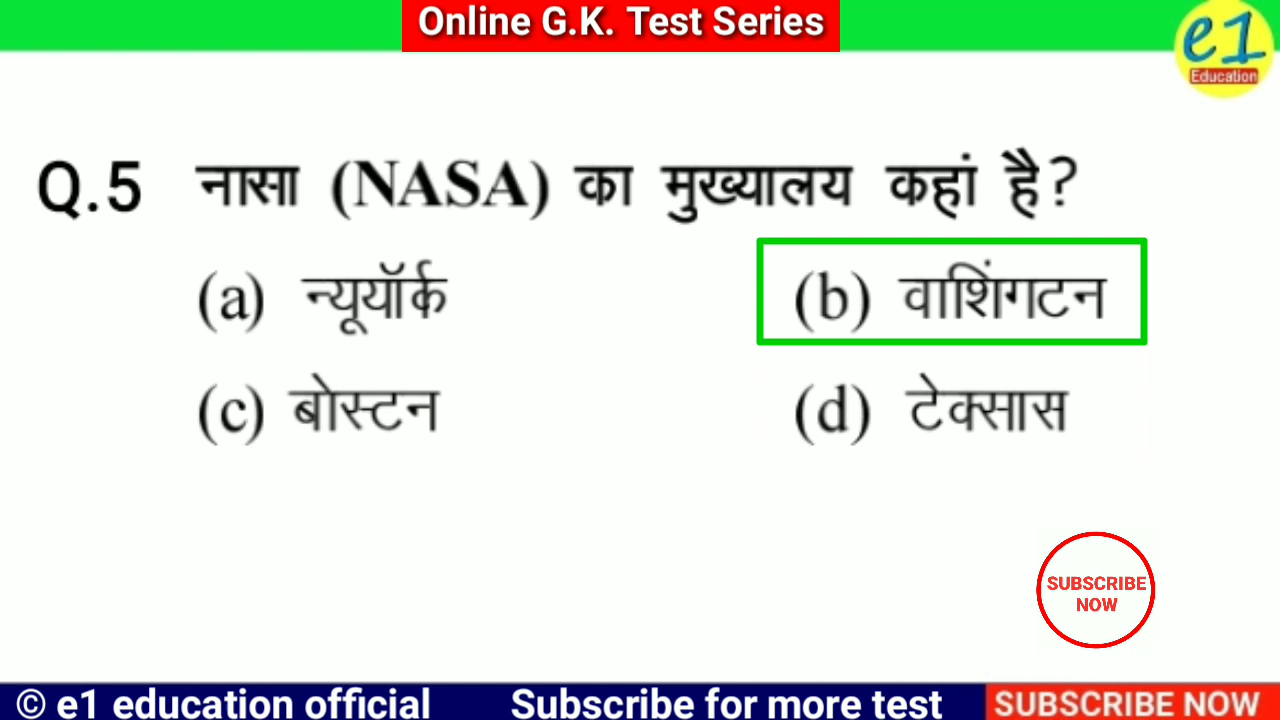 Online G.K. Test Series
e1
Education
Q.5 नासा (NASA) का मुख्यालय कहां है?
(a) न्यूयॉर्क (b) वाशिंगटन
(c) बोस्टन (d) टेक्सास
SUBSCRIBE
NOW
© e1 education official Subscribe for more test SUBSCRIBE NOW